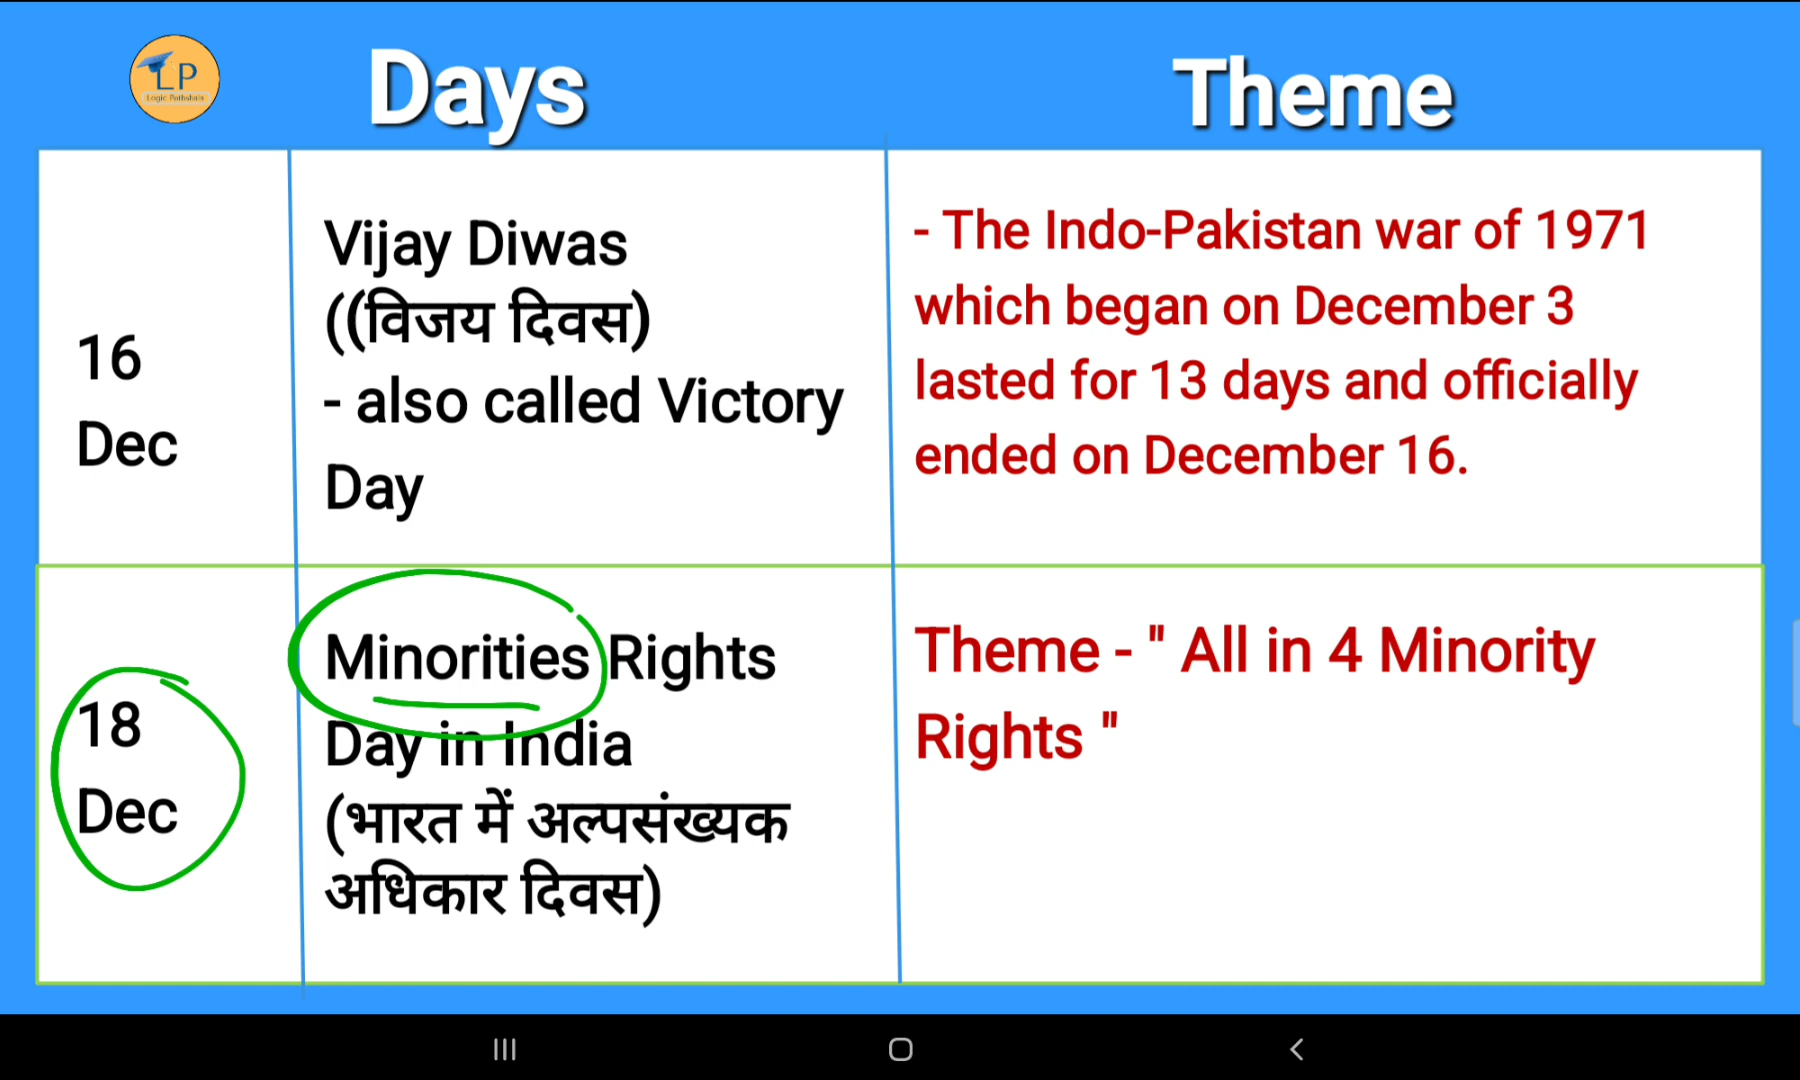 LP
Logic Pathshala
Days
Theme
16
Dec
Vijay Diwas
((विजय दिवस)
- also called Victory
Day
- The Indo-Pakistan war of 1971
which began on December 3
lasted for 13 days and officially
ended on December 16.
18
Dec
Minorities Rights
Day in India
(भारत में अल्पसंख्यक
अधिकार दिवस)
Theme - " All in 4 Minority
Rights "